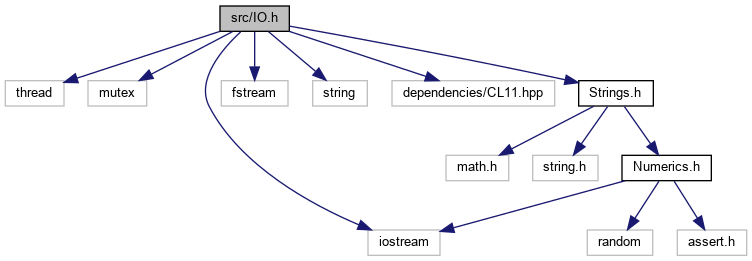 src/IO.h
thread
mutex
fstream
string
dependencies/CL11.hpp
Strings.h
math.h
string.h
Numerics.h
iostream
random
assert.h